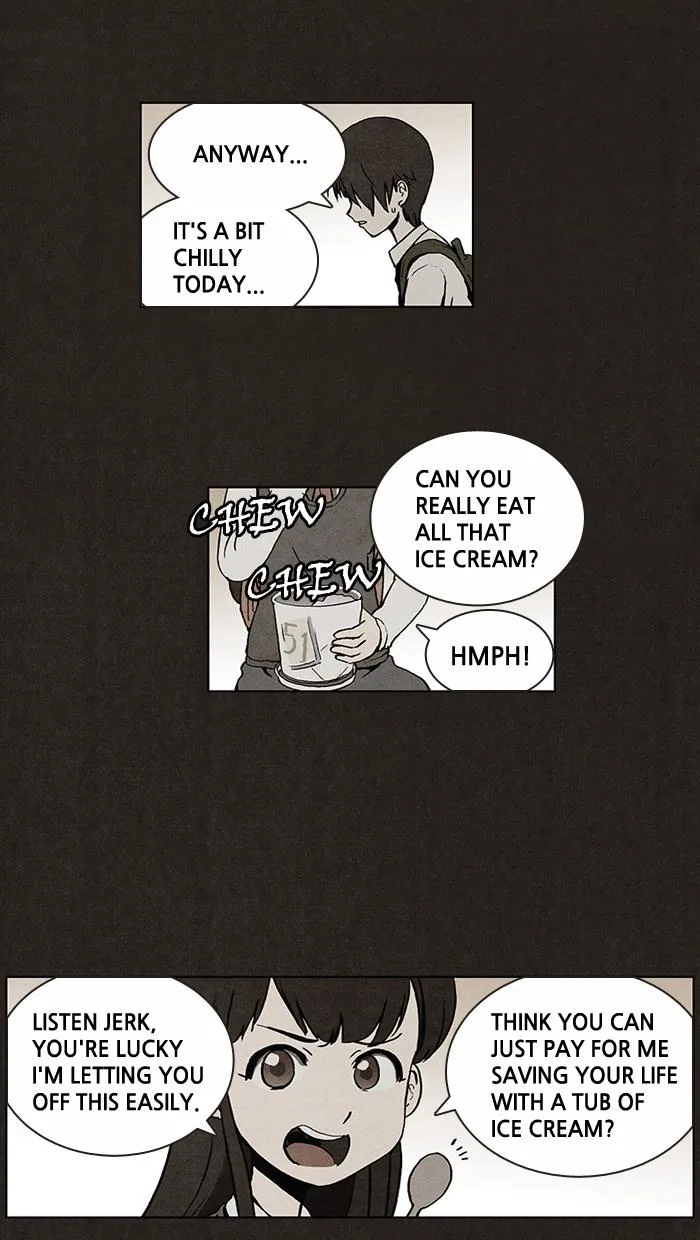 ANYWAY...
IT'S A BIT
CHILLY
TODAY...
CAN YOU
REALLY EAT
ALL THAT
ICE CREAM?
CHEW
CHEW
51
HMPH!
LISTEN JERK,
YOU'RE LUCKY
I'M LETTING YOU
OFF THIS EASILY.
THINK YOU CAN
JUST PAY FOR ME
SAVING YOUR LIFE
WITH A TUB OF
ICE CREAM?